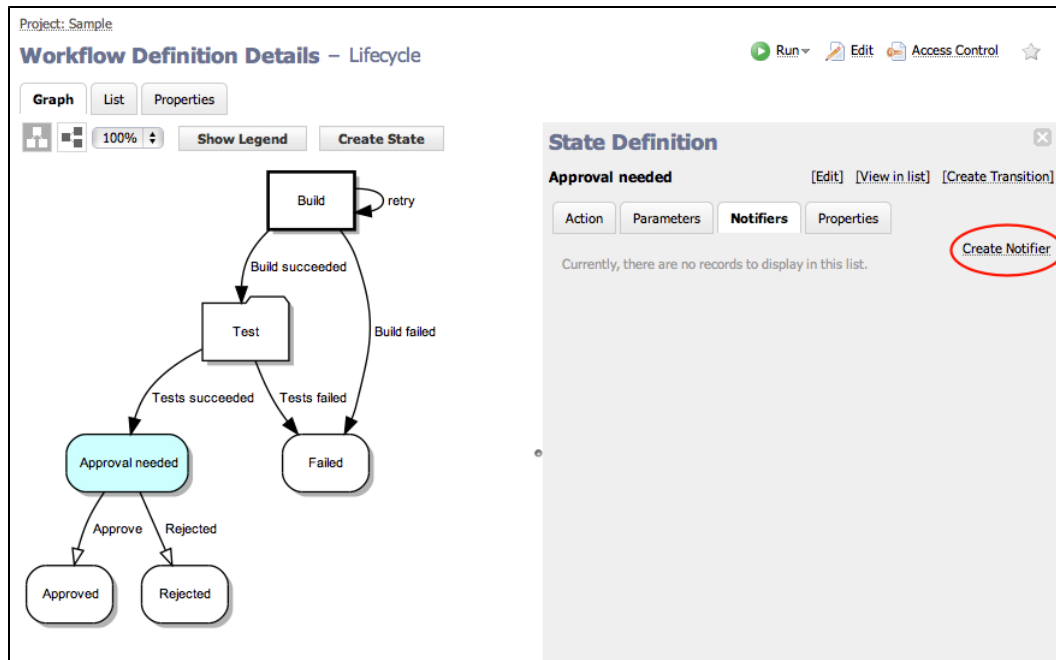 Project: Sample
Workflow Definition Details – Lifecycle
Run
Edit
Access Control
Graph
List
Properties
100%
Show Legend
Create State
Build
retry
Build succeeded
Test
Build failed
Tests succeeded
Tests failed
Approval needed
Failed
Approve
Rejected
Approved
Rejected
State Definition
Approval needed
[Edit] [View in list] [Create Transition]
Action
Parameters
Notifiers
Properties
Create Notifier
Currently, there are no records to display in this list.